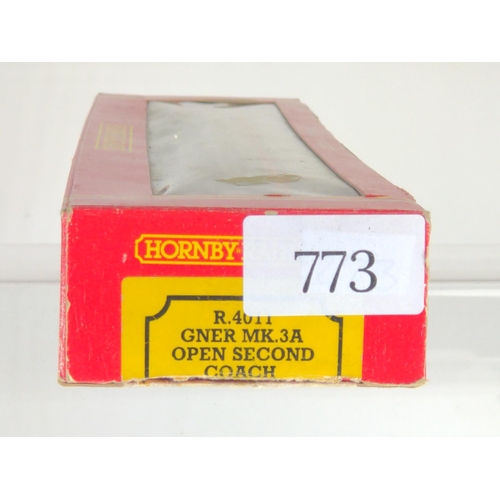 HORNBY
773
R.4011
GNER MK.3A
OPEN SECOND
COACH